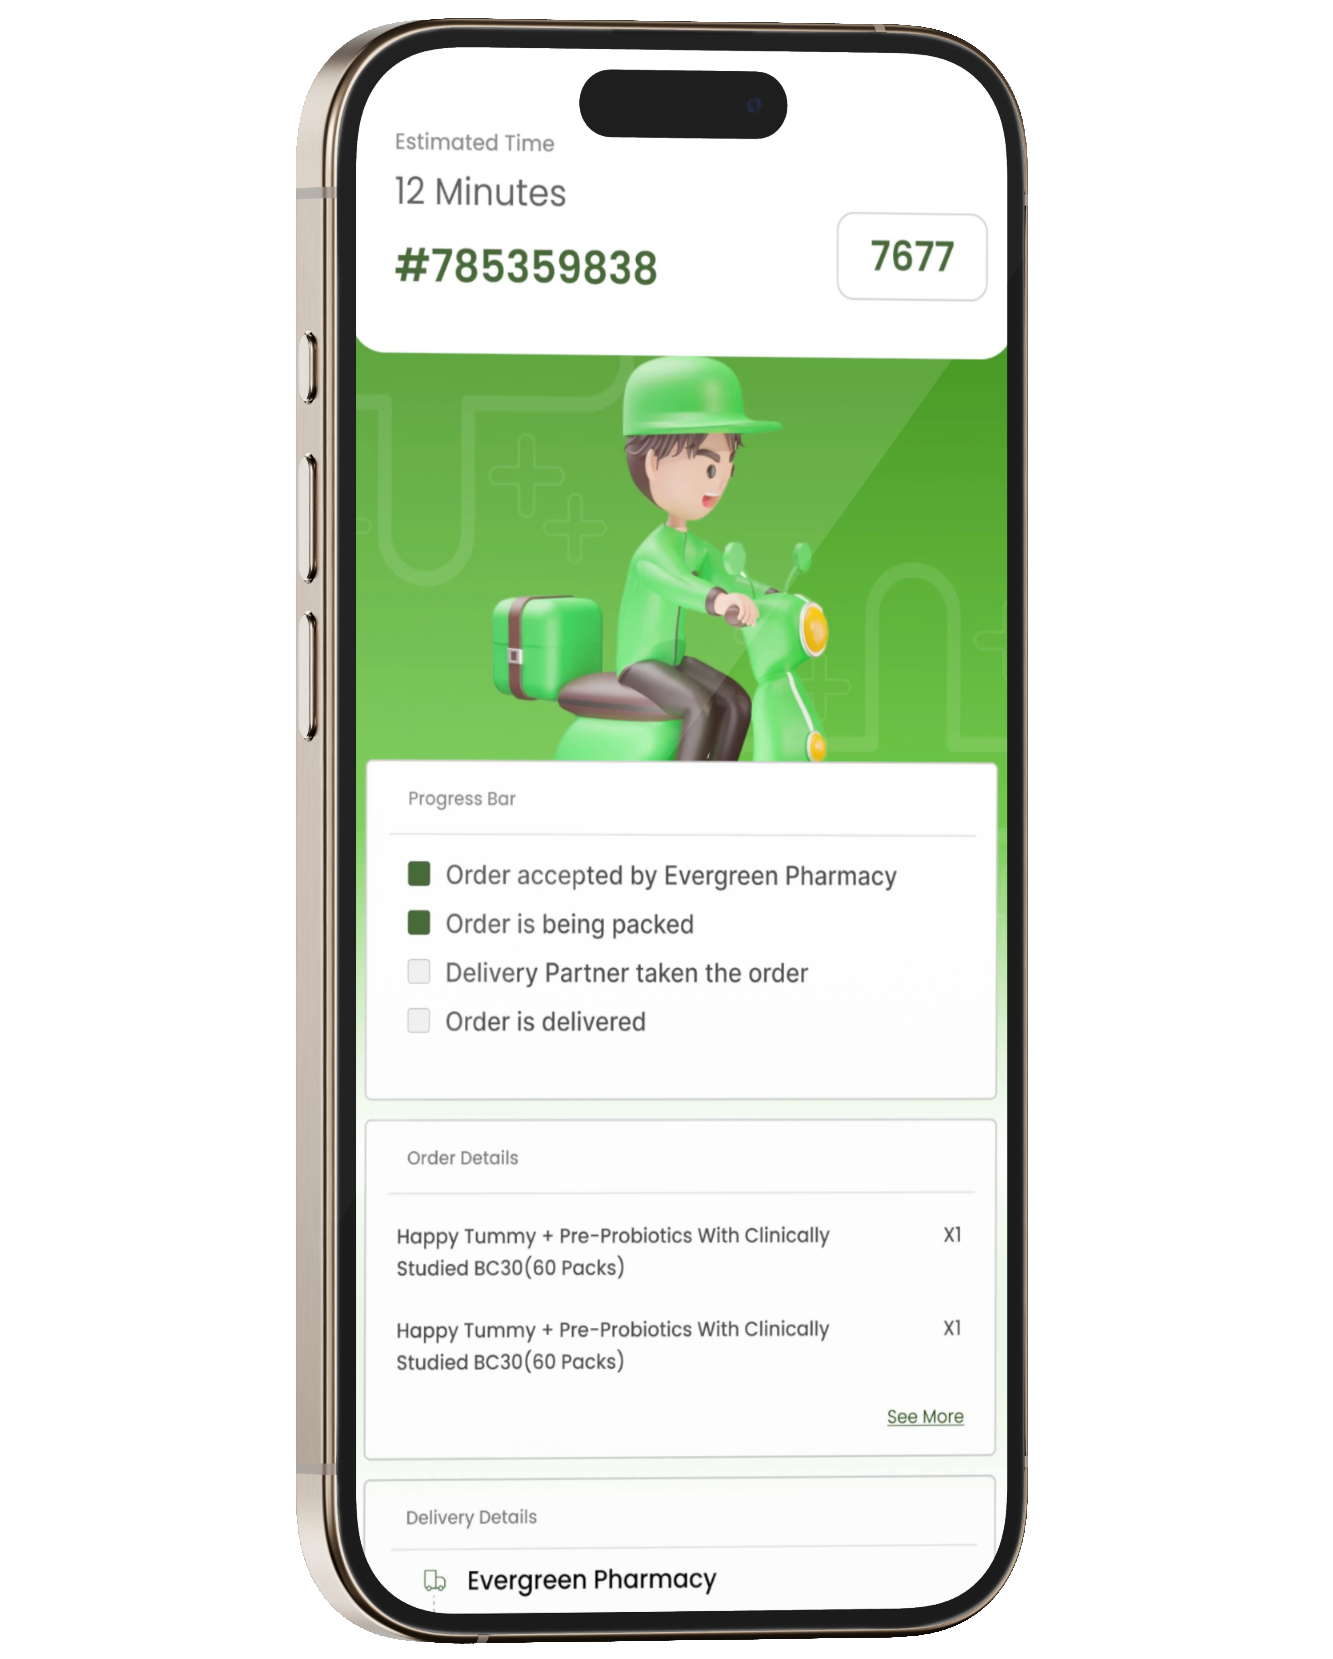 Estimated Time
12 Minutes
#785359838
7677
Progress Bar
Order accepted by Evergreen Pharmacy
Order is being packed
Delivery Partner taken the order
Order is delivered
Order Details
Happy Tummy + Pre-Probiotics With Clinically
Studied BC30(60 Packs)
X1
Happy Tummy + Pre-Probiotics With Clinically
Studied BC30(60 Packs)
X1
See More
Delivery Details
Evergreen Pharmacy